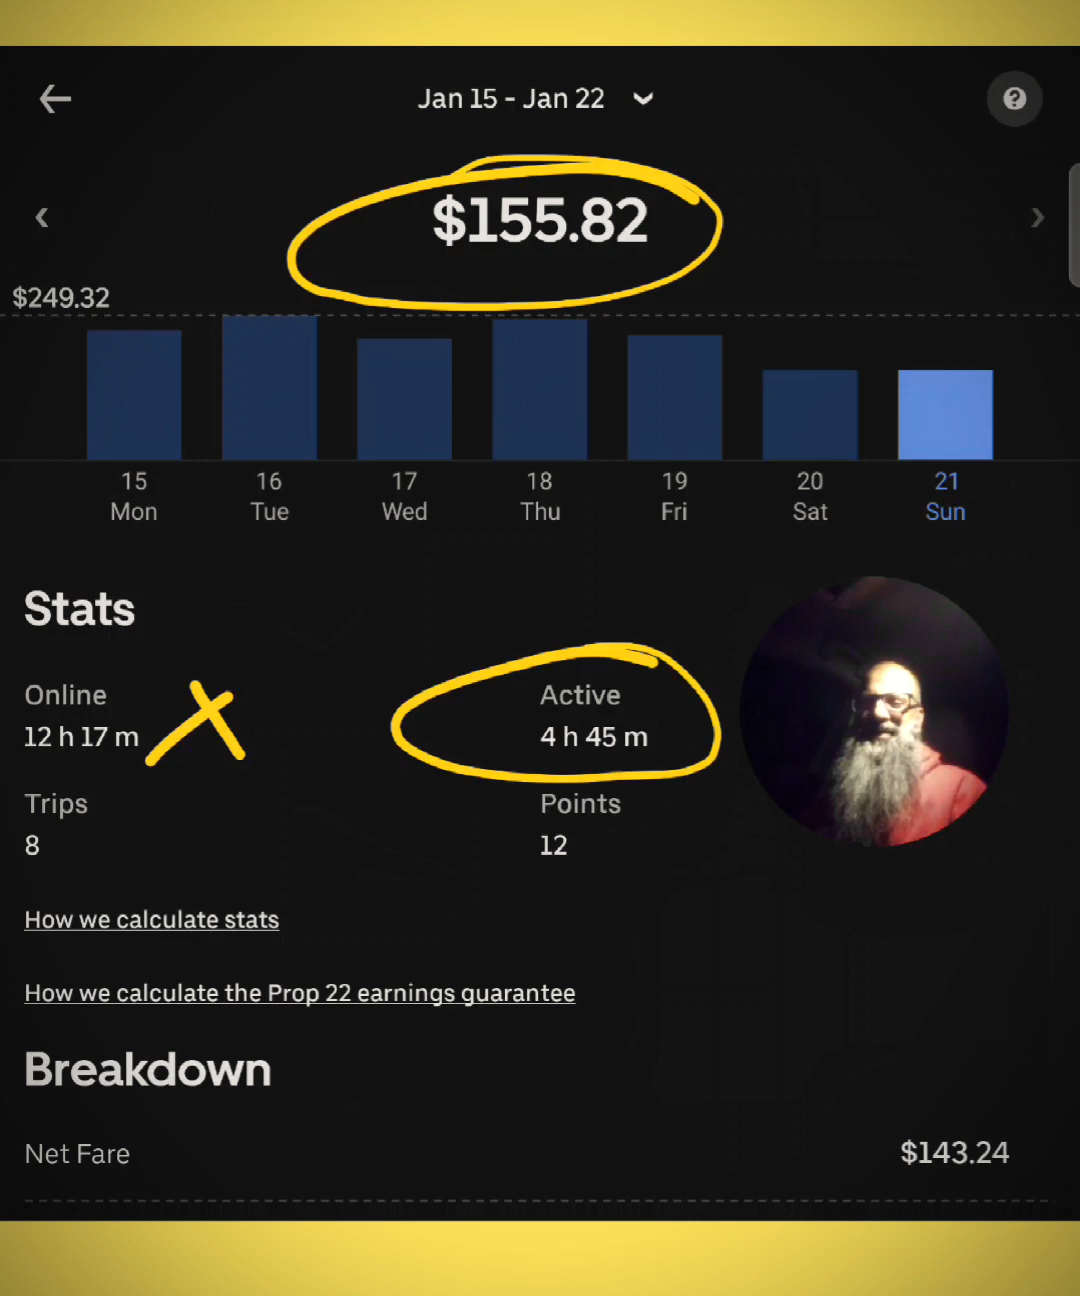 Jan 15 - Jan 22
$155.82
$249.32
15 16 17 18 19 20 21
Mon Tue Wed Thu Fri Sat Sun
Stats
Online Active
12 h 17 m 4 h 45 m
Trips Points
8 12
How we calculate stats
How we calculate the Prop 22 earnings guarantee
Breakdown
Net Fare $143.24